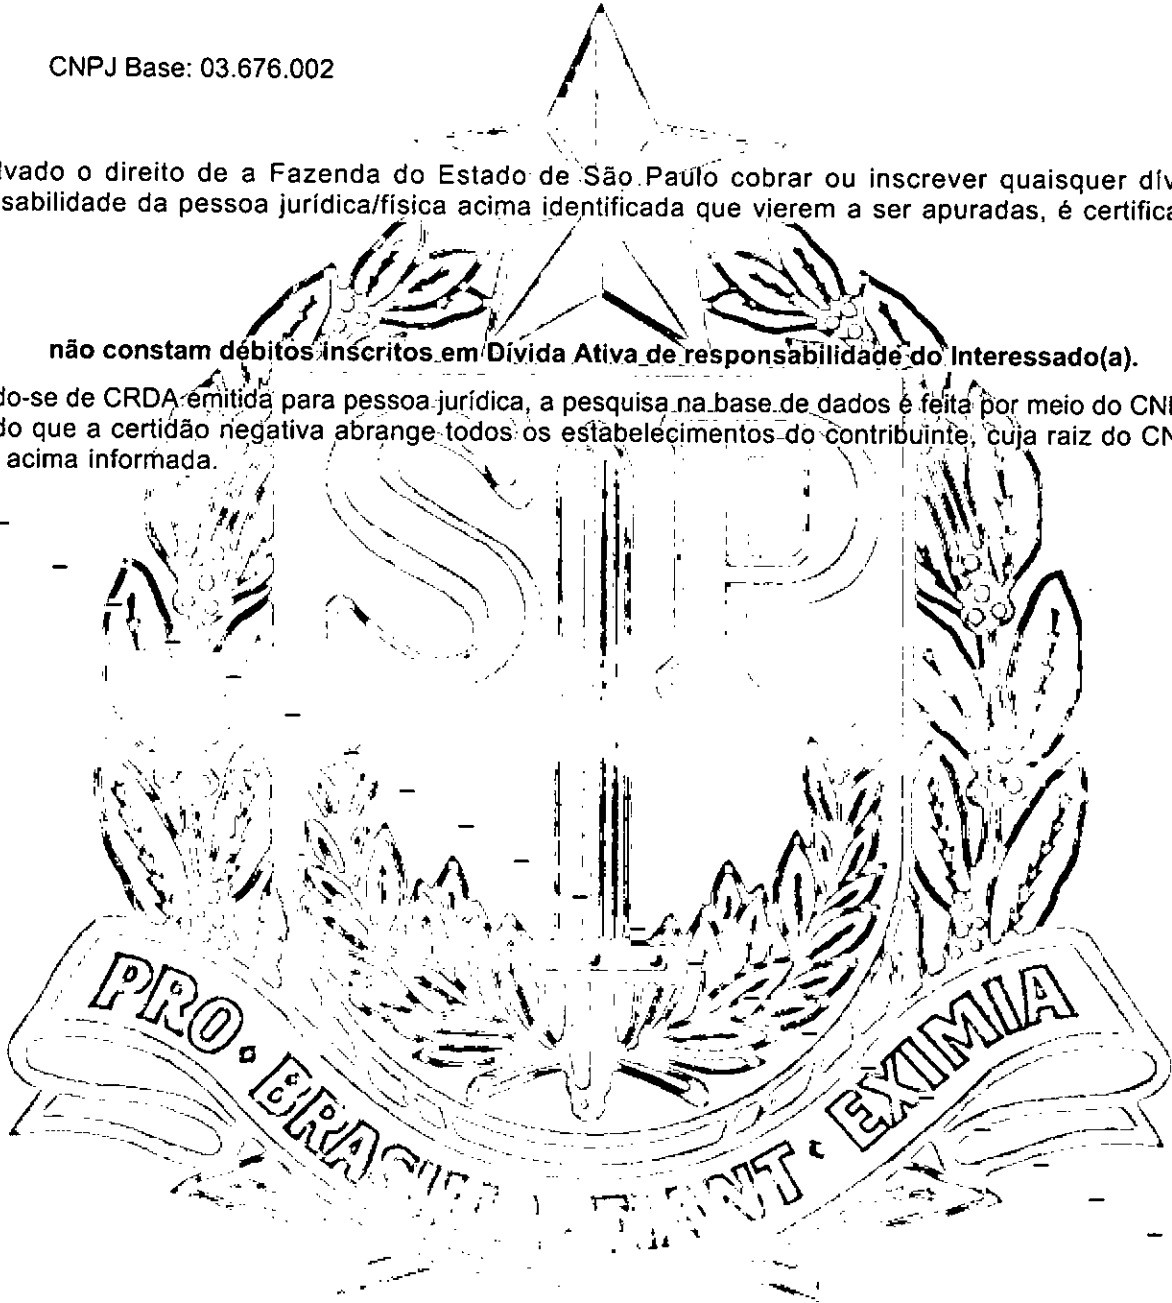 CNPJ Base: 03.676.002
lvado o direito de a Fazenda do Estado de São Paulo cobrar ou inscrever quaisquer dív
sabilidade da pessoa jurídica/física acima identificada que vierem a ser apuradas, é certifica
não constam débitos inscritos em Dívida Ativa de responsabilidade do Interessado(a).
do-se de CRDA emitida para pessoa jurídica, a pesquisa na base de dados é feita por meio do CN
do que a certidão negativa abrange todos os estabelecimentos do contribuinte, cuja raiz do CN
acima informada.
SP
PRO • BRASIL • EXIMIA